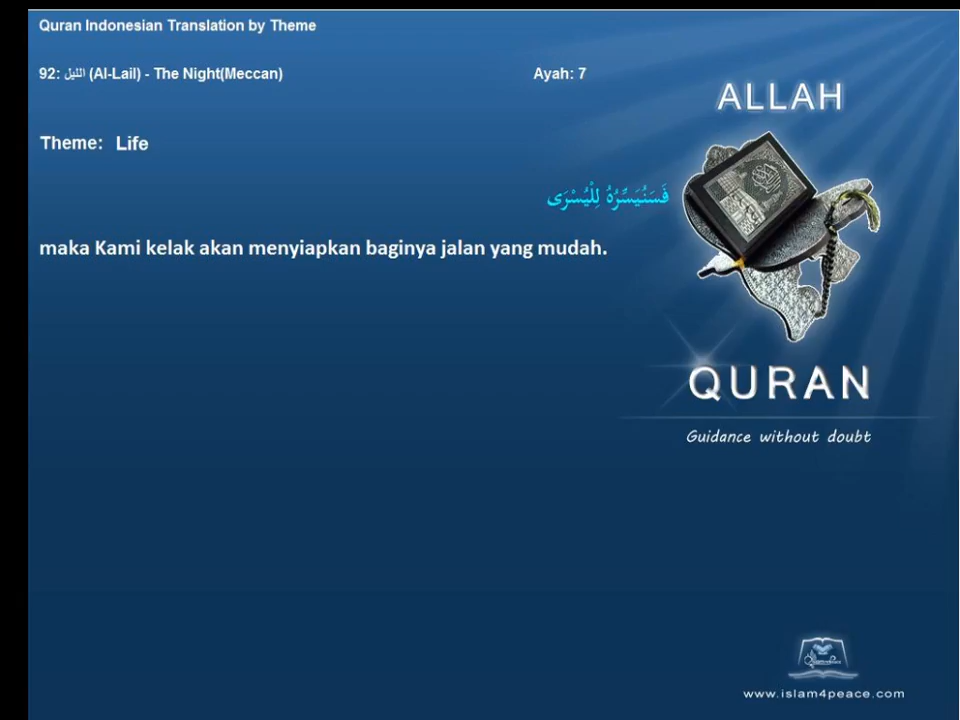 Quran Indonesian Translation by Theme
92: الليل (Al-Lail) - The Night(Meccan)
Ayah: 7
ALLAH
Theme: Life
فَسَنُيَسِّرُهُ لِلْيُسْرَى
maka Kami kelak akan menyiapkan baginya jalan yang mudah.
QURAN
Guidance without doubt
www.islam4peace.com